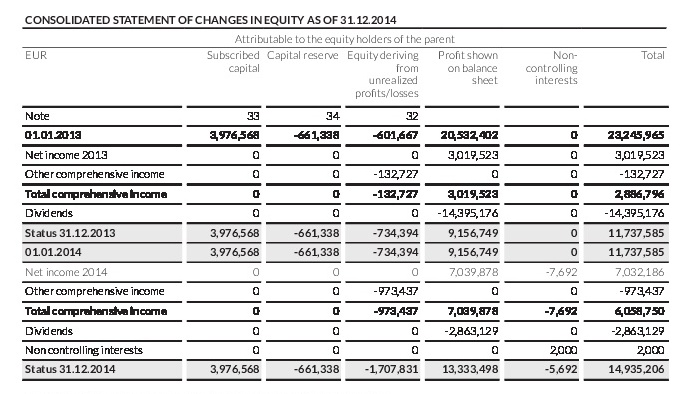 CONSOLIDATED STATEMENT OF CHANGES IN EQUITY AS OF 31.12.2014
Attributable to the equity holders of the parent
EUR Subscribed Capital reserve Equity deriving Profit shown Non- Total
capital from on balance controlling
unrealized sheet interests
profits/losses
Note 33 34 32
01.01.2013 3,976,568 -661,338 -601,667 20,532,402 0 23,245,965
Net income 2013 0 0 0 3,019,523 0 3,019,523
Other comprehensive income 0 0 -132,727 0 0 -132,727
Total comprehensive income 0 0 -132,727 3,019,523 0 2,886,796
Dividends 0 0 0 -14,395,176 0 -14,395,176
Status 31.12.2013 3,976,568 -661,338 -734,394 9,156,749 0 11,737,585
01.01.2014 3,976,568 -661,338 -734,394 9,156,749 0 11,737,585
Net income 2014 0 0 0 7,039,878 -7,692 7,032,186
Other comprehensive income 0 0 -973,437 0 0 -973,437
Total comprehensive income 0 0 -973,437 7,039,878 -7,692 6,058,750
Dividends 0 0 0 -2,863,129 0 -2,863,129
Non controlling interests 0 0 0 0 2,000 2,000
Status 31.12.2014 3,976,568 -661,338 -1,707,831 13,333,498 -5,692 14,935,206